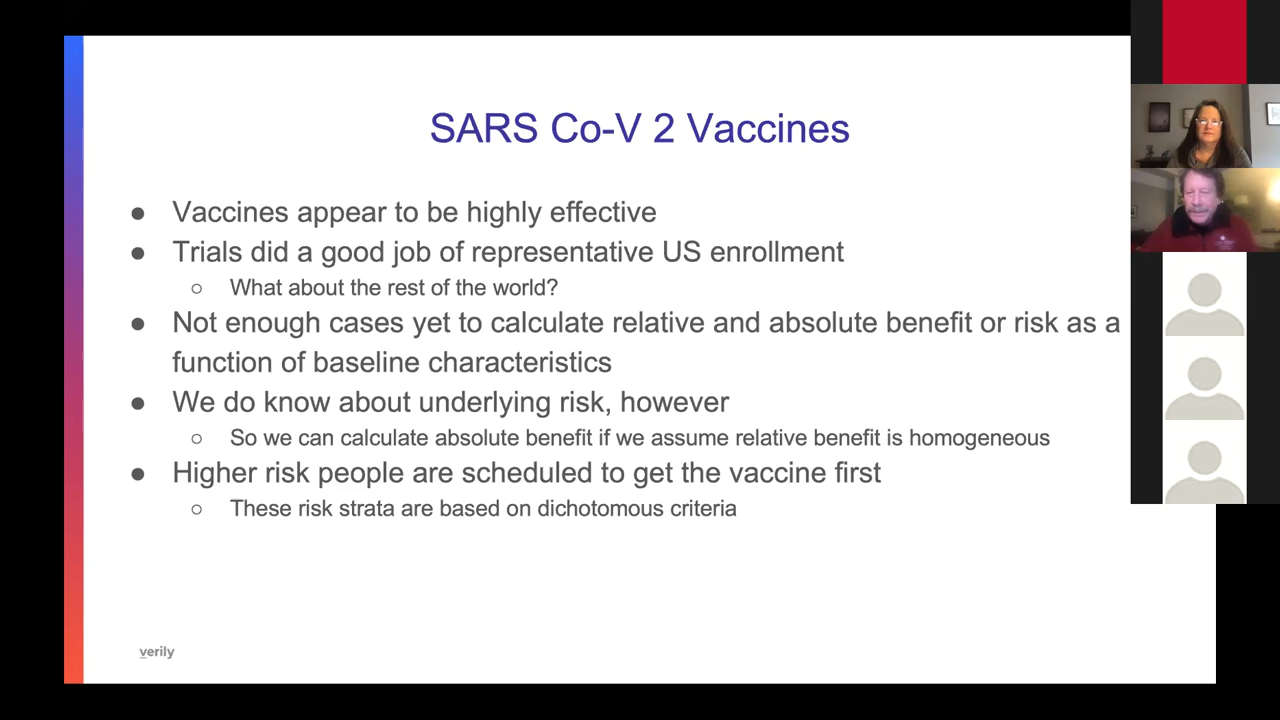 SARS Co-V 2 Vaccines
● Vaccines appear to be highly effective
● Trials did a good job of representative US enrollment
○ What about the rest of the world?
● Not enough cases yet to calculate relative and absolute benefit or risk as a
function of baseline characteristics
● We do know about underlying risk, however
○ So we can calculate absolute benefit if we assume relative benefit is homogeneous
● Higher risk people are scheduled to get the vaccine first
○ These risk strata are based on dichotomous criteria
verily